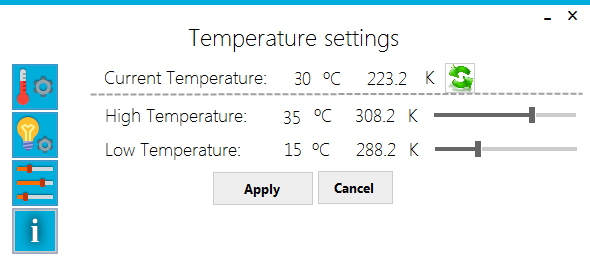 Temperature settings
Current Temperature: 30 ºC 223.2 K
High Temperature: 35 ºC 308.2 K
Low Temperature: 15 ºC 288.2 K
Apply Cancel
i